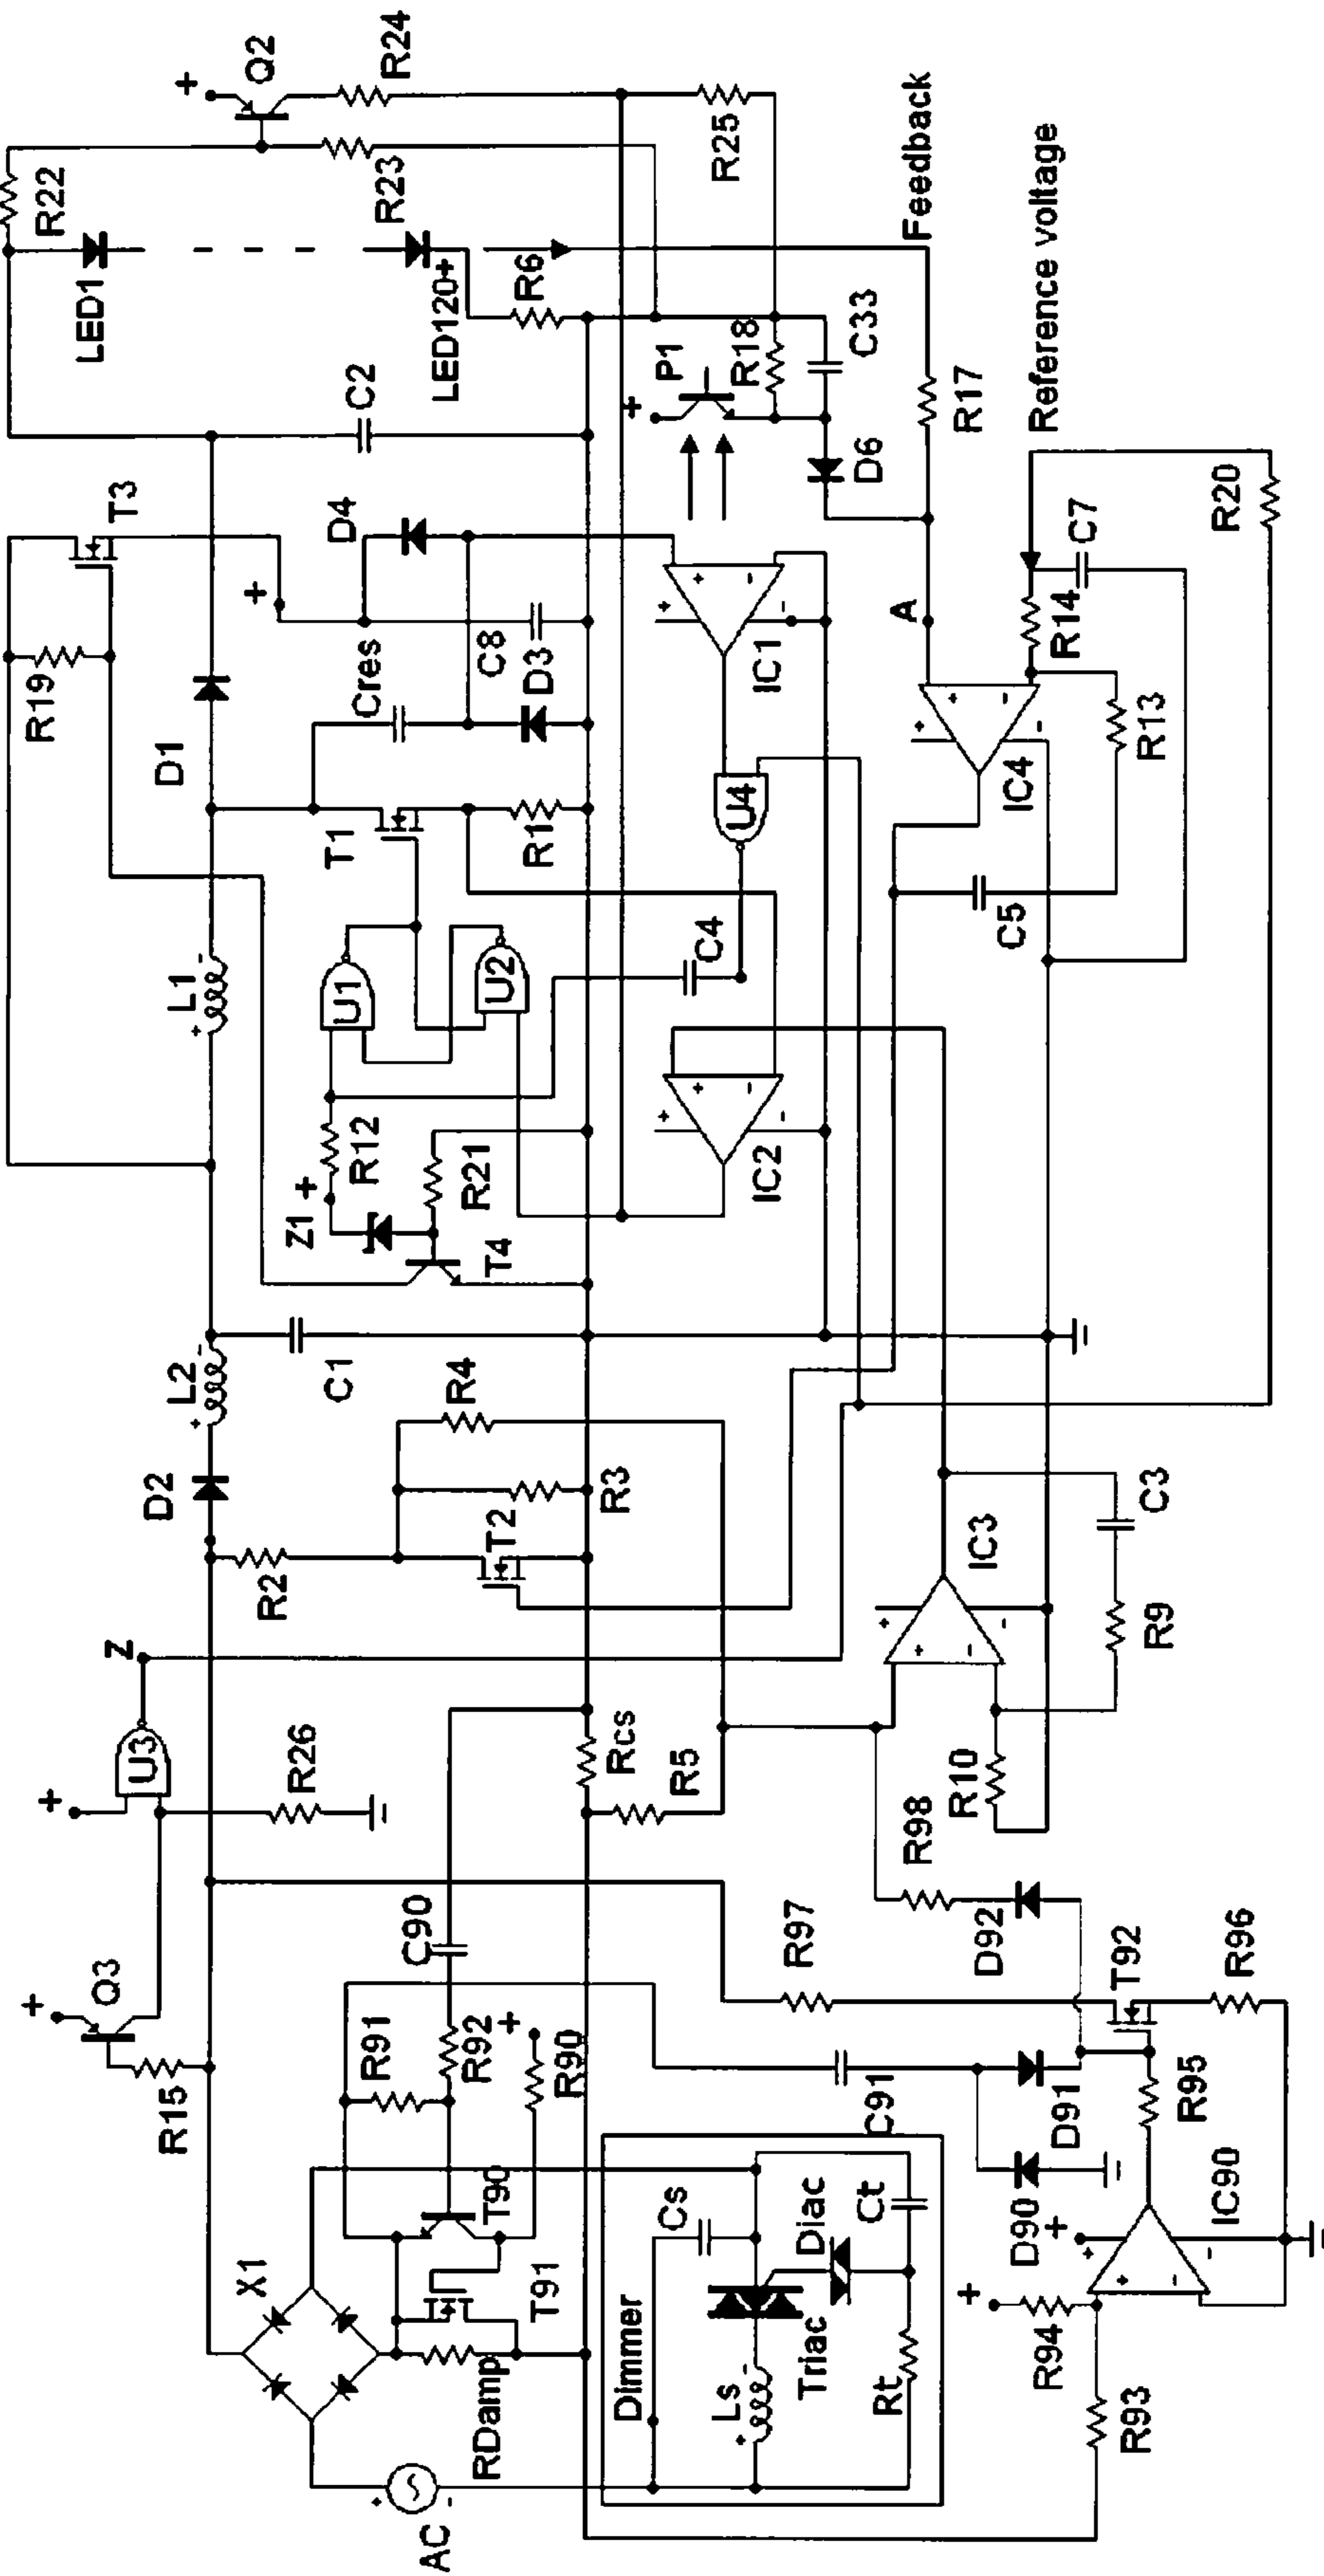 Q2
R24
R22
LED1
R23
LED120+
R6
R25
Feedback
C2
P1
R18
C33
D6
R17
Reference voltage
R20
T3
D4
R19
Cres
C8
D3
IC1
A
R14
C7
D1
T1
R1
U4
IC4
R13
L1
U1
U2
C4
C5
R12
R21
Z1
T4
IC2
L2
C1
R4
D2
R3
T2
R2
IC3
C3
R9
Z
U3
R26
Rcs
R5
R10
R98
Q3
C90
R97
D92
T92
R96
R15
R91
R92
R90
C91
D91
R95
X1
T90
T91
RDamp
D90
IC90
AC
Dimmer
Cs
Ls
Triac
Diac
Ct
Rt
R94
R93